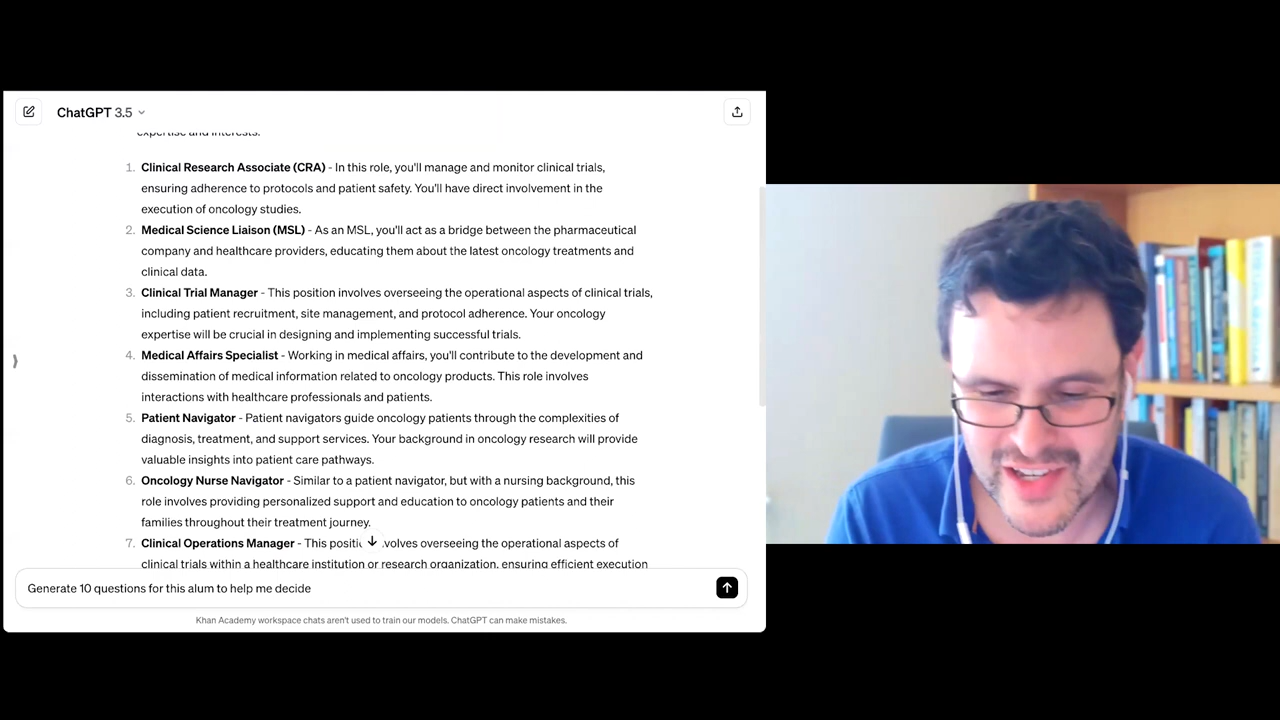 ChatGPT 3.5
expertise and interests.
1. Clinical Research Associate (CRA) - In this role, you'll manage and monitor clinical trials,
ensuring adherence to protocols and patient safety. You'll have direct involvement in the
execution of oncology studies.
2. Medical Science Liaison (MSL) - As an MSL, you'll act as a bridge between the pharmaceutical
company and healthcare providers, educating them about the latest oncology treatments and
clinical data.
3. Clinical Trial Manager - This position involves overseeing the operational aspects of clinical trials,
including patient recruitment, site management, and protocol adherence. Your oncology
expertise will be crucial in designing and implementing successful trials.
4. Medical Affairs Specialist - Working in medical affairs, you'll contribute to the development and
dissemination of medical information related to oncology products. This role involves
interactions with healthcare professionals and patients.
5. Patient Navigator - Patient navigators guide oncology patients through the complexities of
diagnosis, treatment, and support services. Your background in oncology research will provide
valuable insights into patient care pathways.
6. Oncology Nurse Navigator - Similar to a patient navigator, but with a nursing background, this
role involves providing personalized support and education to oncology patients and their
families throughout their treatment journey.
7. Clinical Operations Manager - This positi volves overseeing the operational aspects of
clinical trials within a healthcare institution or research organization, ensuring efficient execution
Generate 10 questions for this alum to help me decide
Khan Academy workspace chats aren't used to train our models. ChatGPT can make mistakes.